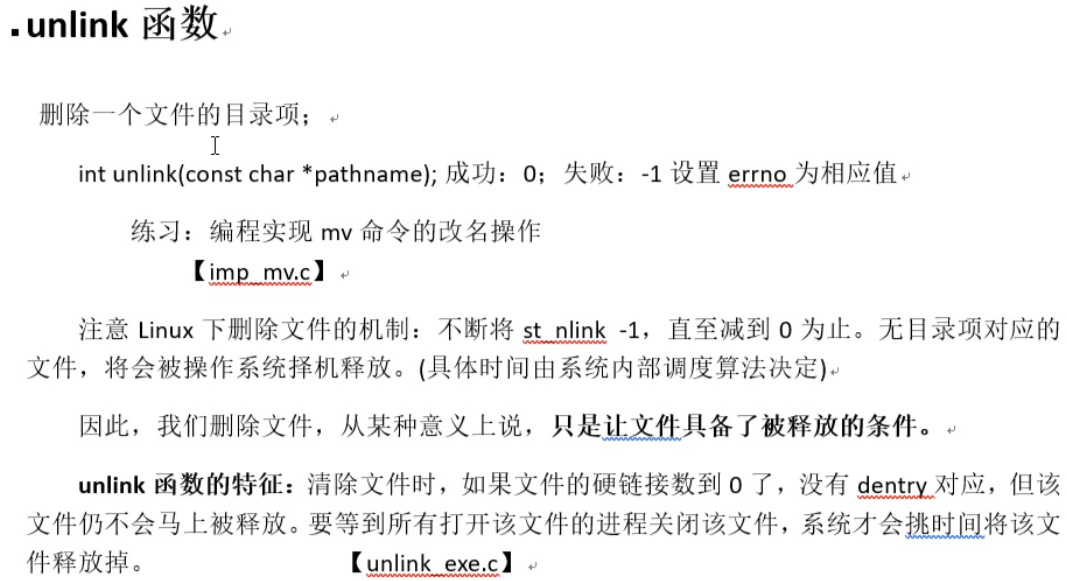 .unlink 函数
删除一个文件的目录项；
int unlink(const char *pathname); 成功：0；失败：-1 设置 errno 为相应值
练习：编程实现 mv 命令的改名操作
【imp_mv.c】
注意 Linux 下删除文件的机制：不断将 st_nlink -1，直至减到 0 为止。无目录项对应的
文件，将会被操作系统择机释放。(具体时间由系统内部调度算法决定)
因此，我们删除文件，从某种意义上说，只是让文件具备了被释放的条件。
unlink 函数的特征：清除文件时，如果文件的硬链接数到 0 了，没有 dentry 对应，但该
文件仍不会马上被释放。要等到所有打开该文件的进程关闭该文件，系统才会挑时间将该文
件释放掉。 【unlink_exe.c】